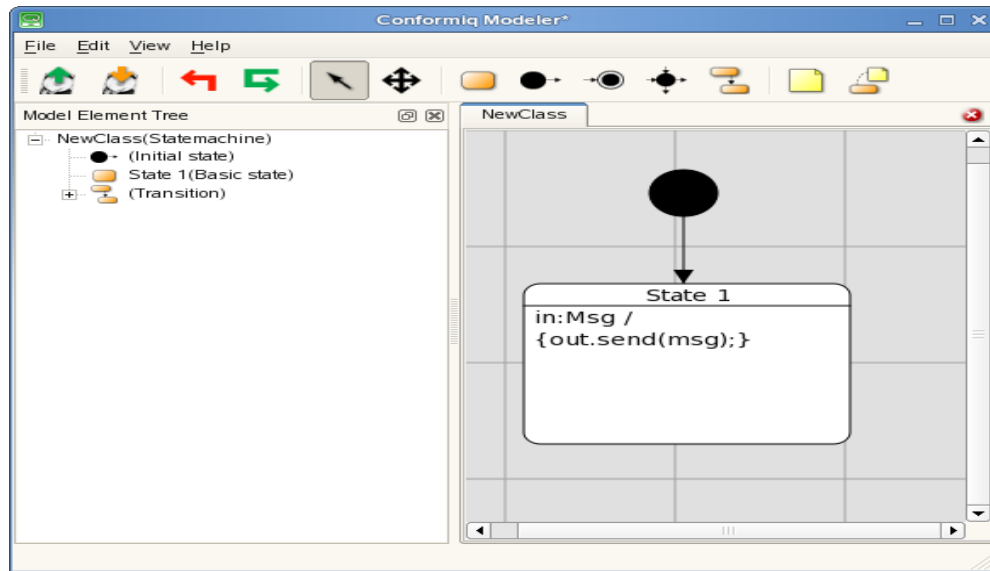 Conformiq Modeler*
File Edit View Help
Model Element Tree
NewClass
NewClass(Statemachine)
(Initial state)
State 1(Basic state)
(Transition)
State 1
in:Msg /
{out.send(msg);}